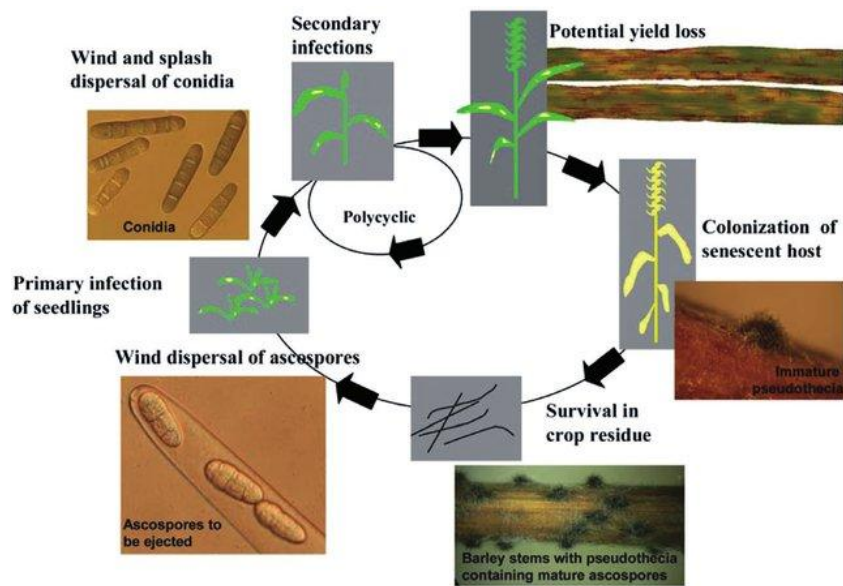 Secondary
infections
Potential yield loss
Wind and splash
dispersal of conidia
Conidia
Polycyclic
Colonization of
senescent host
Primary infection
of seedlings
Immature
pseudothecia
Wind dispersal of ascospores
Survival in
crop residue
Ascospores to
be ejected
Barley stems with pseudothecia
containing mature ascospores